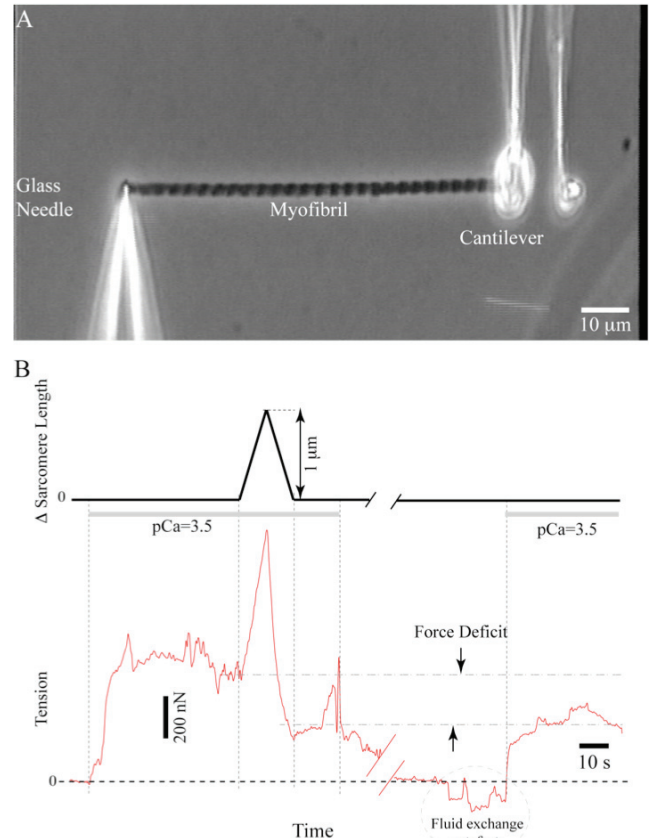 A
Glass
Needle
Myofibril
Cantilever
10 µm
B
Δ Sarcomere Length
0
1 µm
pCa=3.5
pCa=3.5
Force Deficit
Tension
200 nN
10 s
0
Fluid exchange
Time